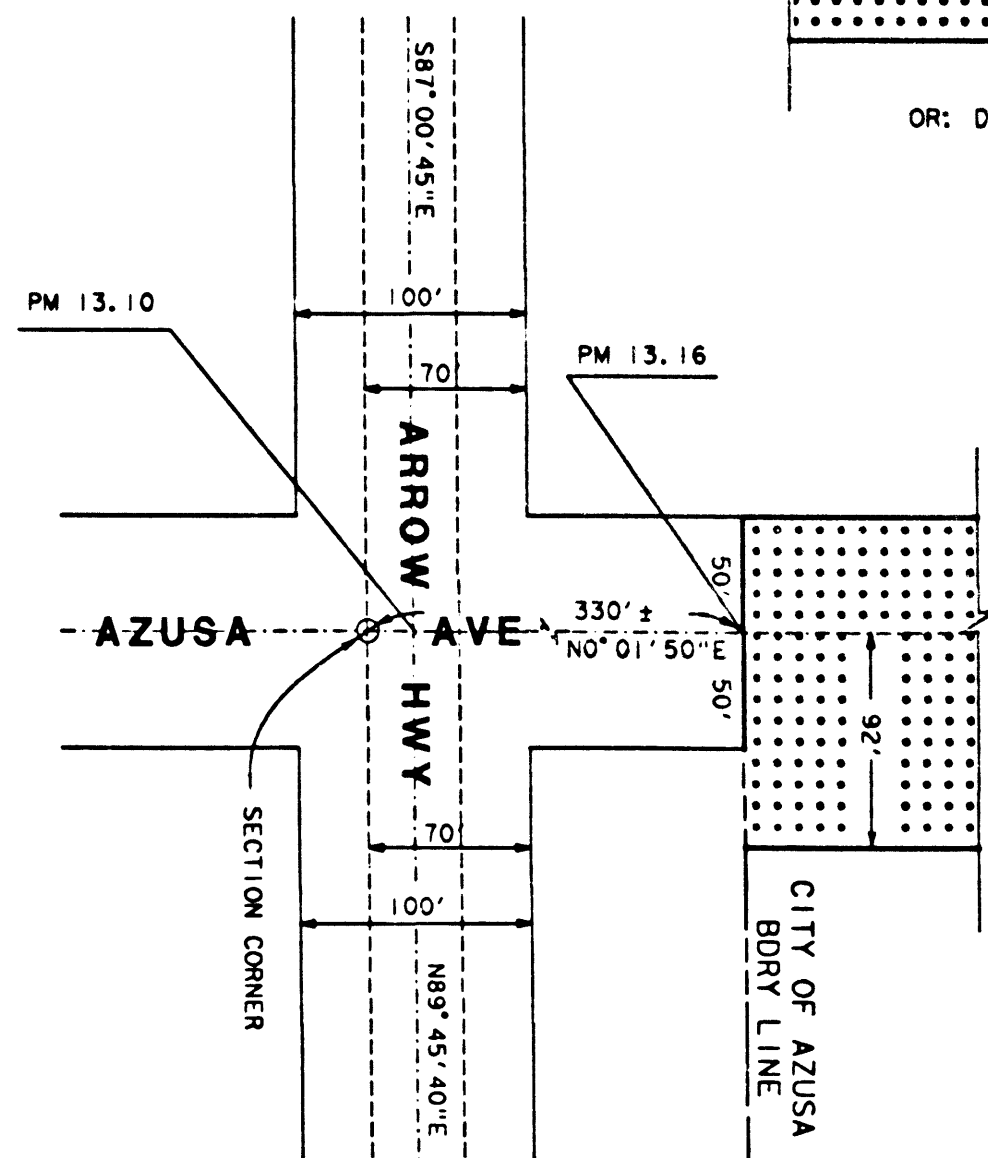 OR: D
S87°00'45"E
PM 13.10
100'
PM 13.16
70'
ARROW HWY
AZUSA AVE
50'
330' ±
N0°01'50"E
50'
92'
70'
100'
SECTION CORNER
N89°45'40"E
CITY OF AZUSA
BDRY LINE